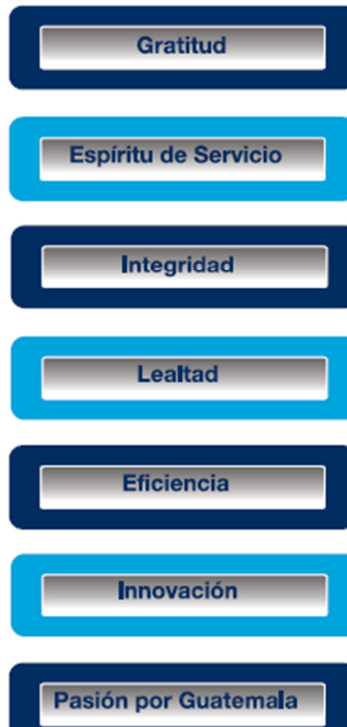 Gratitud
Espíritu de Servicio
Integridad
Lealtad
Eficiencia
Innovación
Pasión por Guatemala